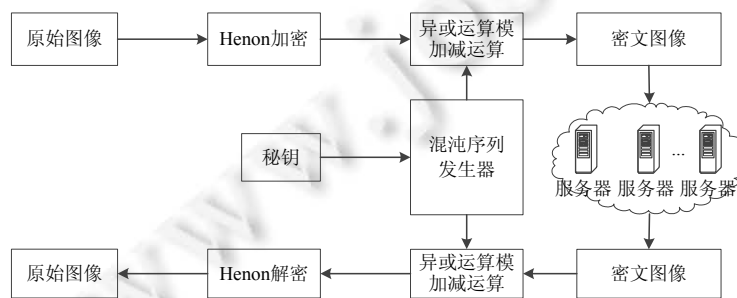 原始图像
Henon加密
异或运算模
加减运算
密文图像
秘钥
混沌序列
发生器
...
服务器 服务器 服务器
原始图像
Henon解密
异或运算模
加减运算
密文图像
www.jo